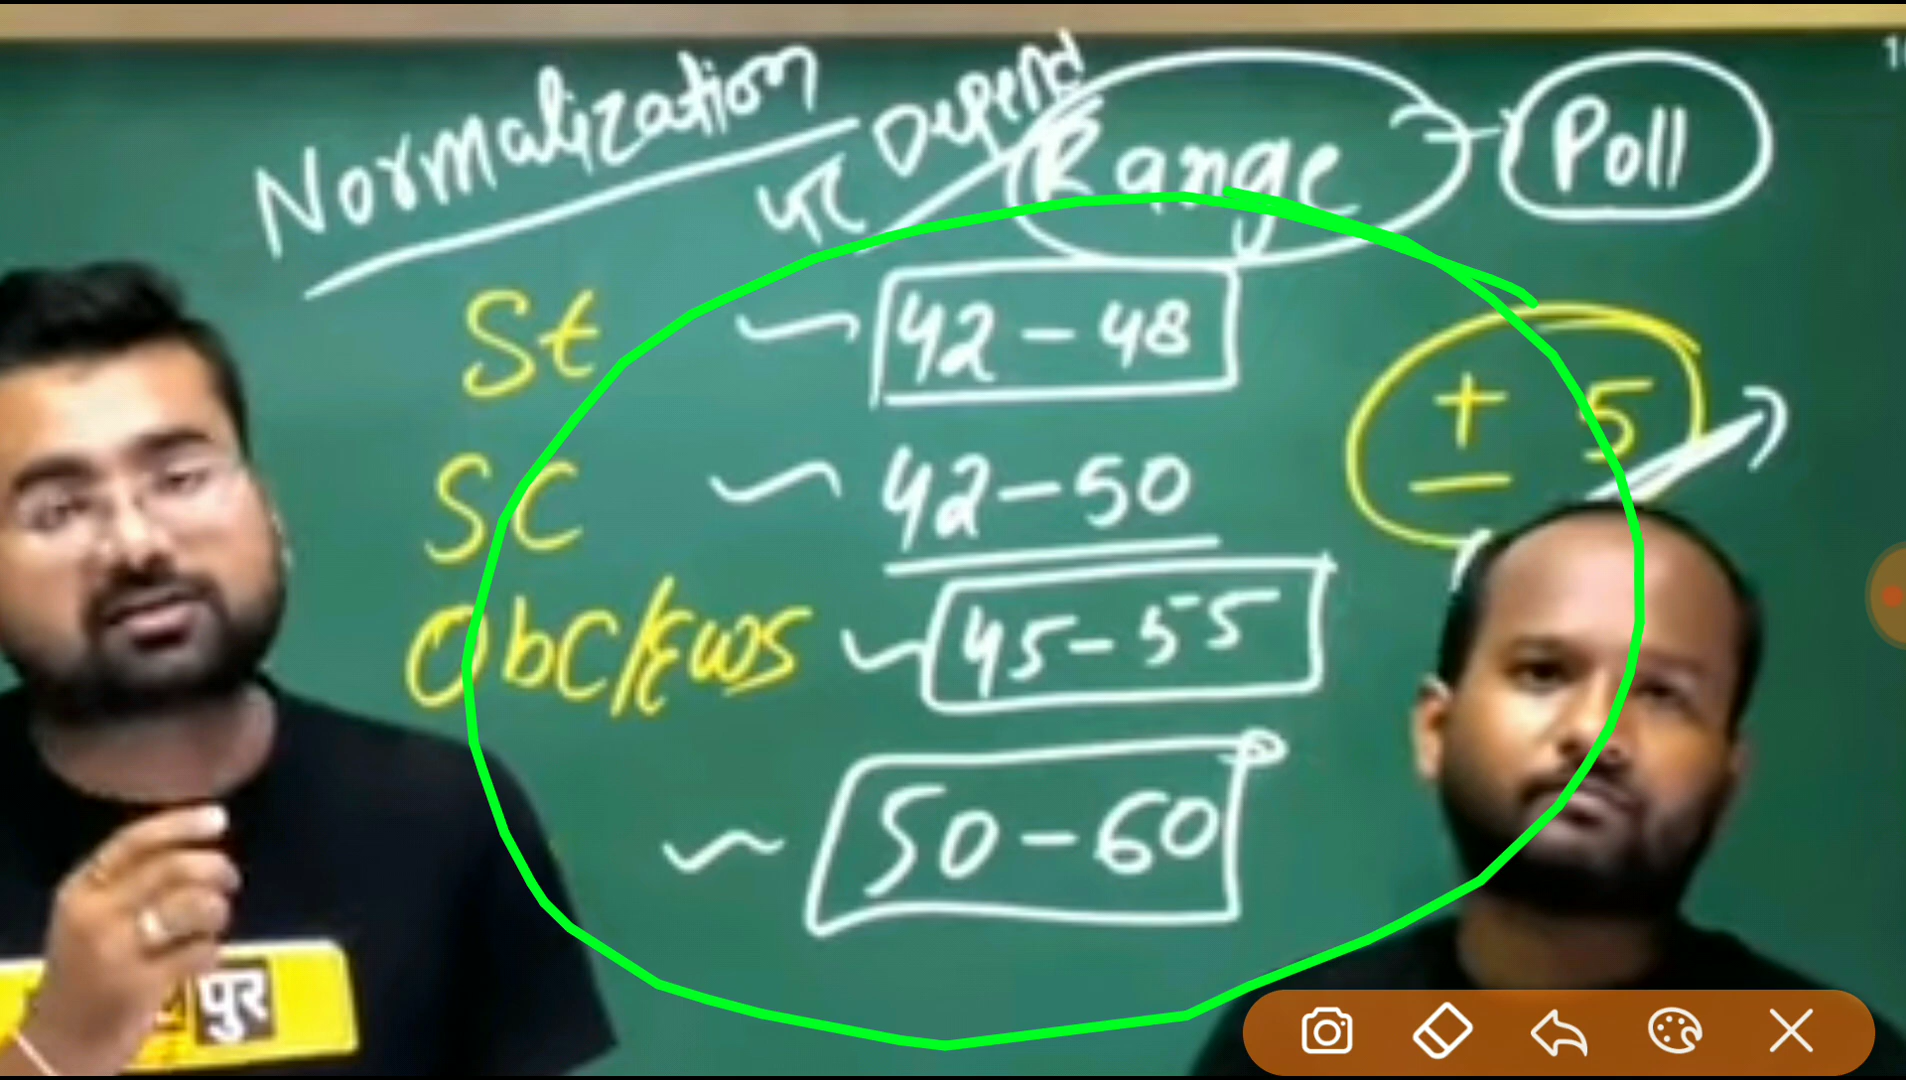 Normalization पर Depend Range - Poll
St 42-48
± 5
SC 42-50
ObC/EWS 45-55
50-60
पुर